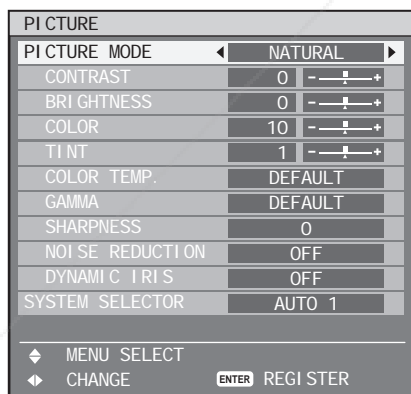 PICTURE
PICTURE MODE NATURAL
CONTRAST 0 - +
BRIGHTNESS 0 - +
COLOR 10 - +
TINT 1 - +
COLOR TEMP. DEFAULT
GAMMA DEFAULT
SHARPNESS 0
NOISE REDUCTION OFF
DYNAMIC IRIS OFF
SYSTEM SELECTOR AUTO 1
MENU SELECT
CHANGE ENTER REGISTER